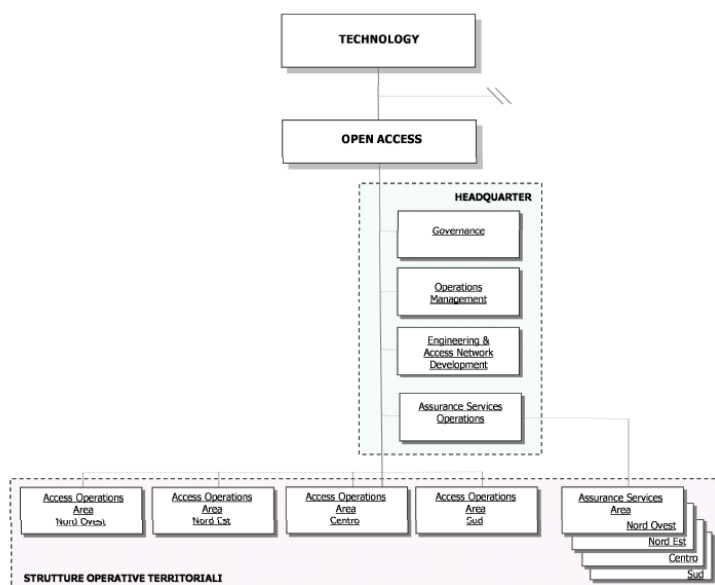 TECHNOLOGY
OPEN ACCESS
HEADQUARTER
Governance
Operations
Management
Engineering &
Access Network
Development
Assurance Services
Operations
Access Operations
Area
Nord Ovest
Access Operations
Area
Nord Est
Access Operations
Area
Centro
Access Operations
Area
Sud
Assurance Services
Area
Nord Ovest
Nord Est
Centro
Sud
STRUTTURE OPERATIVE TERRITORIALI